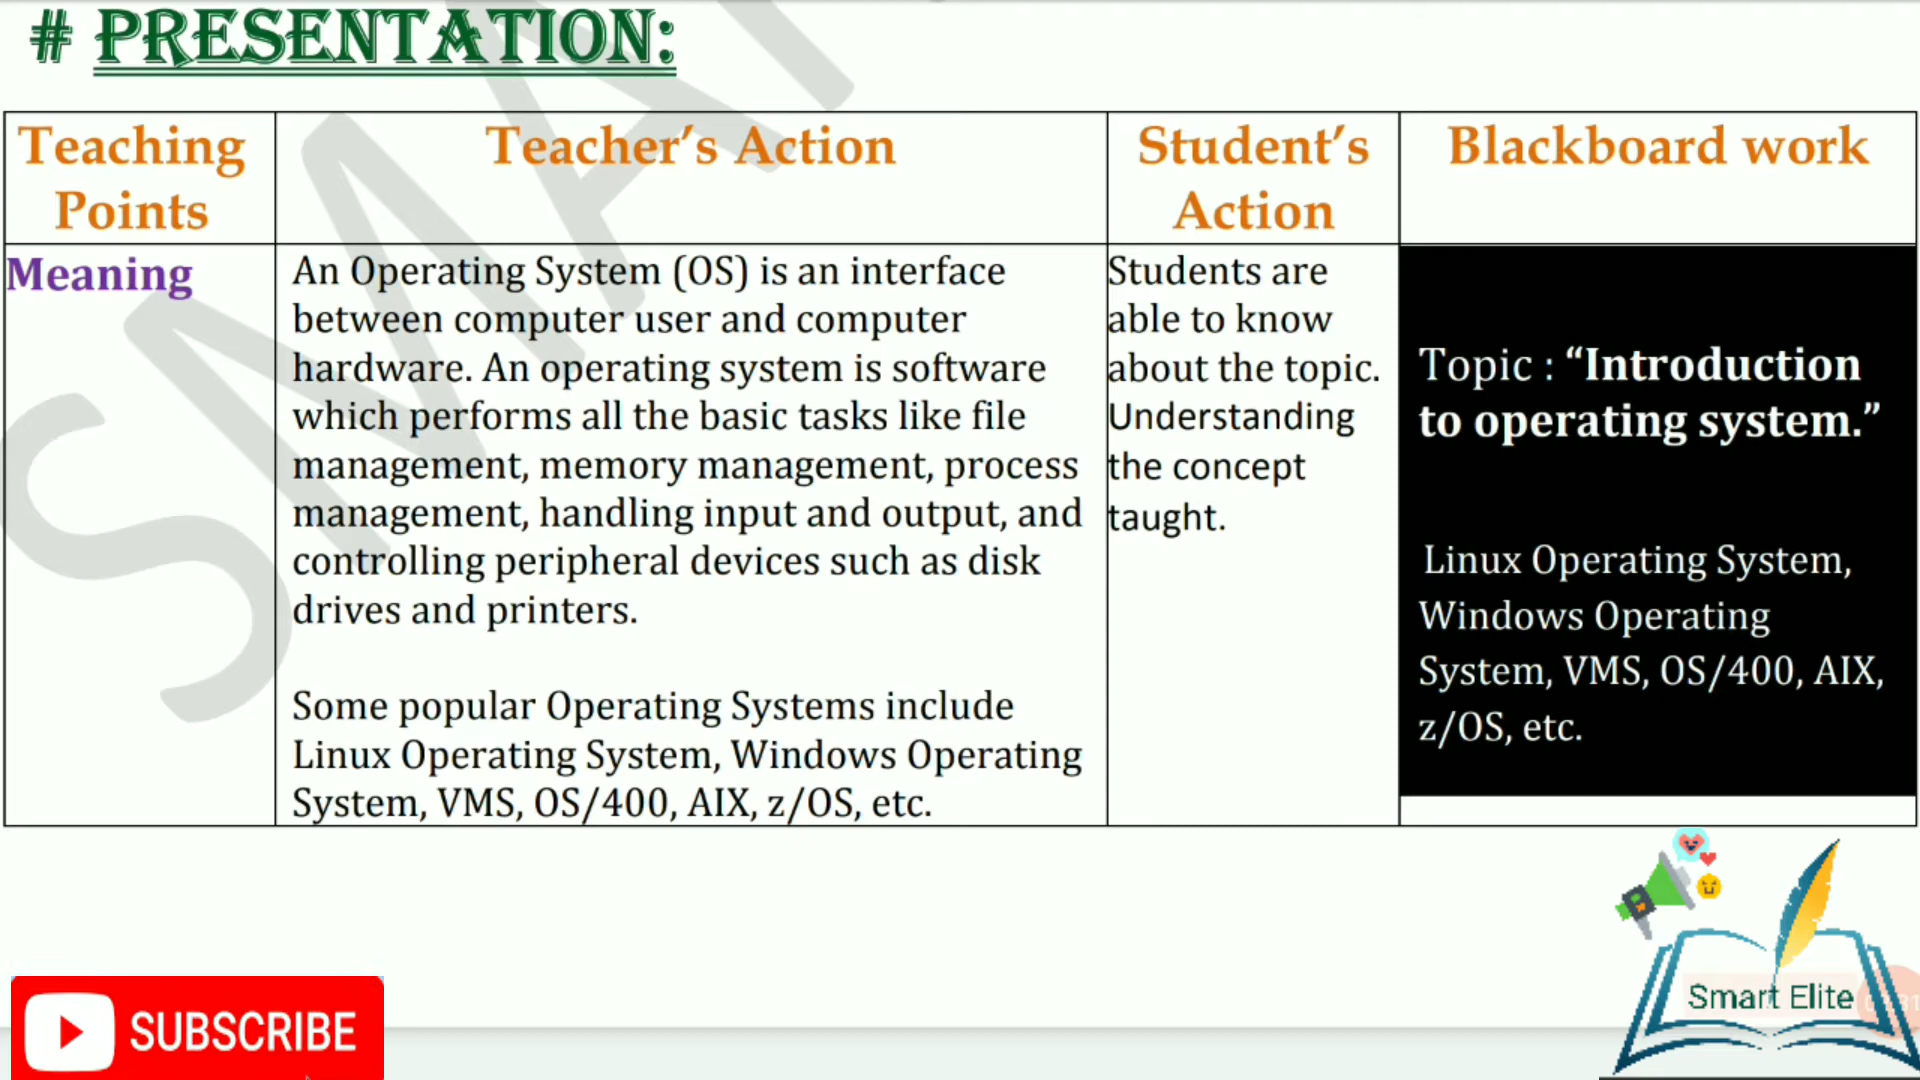 # PRESENTATION:
Teaching Points
Teacher’s Action
Student’s Action
Blackboard work
Meaning
An Operating System (OS) is an interface
between computer user and computer
hardware. An operating system is software
which performs all the basic tasks like file
management, memory management, process
management, handling input and output, and
controlling peripheral devices such as disk
drives and printers.
Some popular Operating Systems include
Linux Operating System, Windows Operating
System, VMS, OS/400, AIX, z/OS, etc.
Students are
able to know
about the topic.
Understanding
the concept
taught.
Topic : “Introduction
to operating system.”
Linux Operating System,
Windows Operating
System, VMS, OS/400, AIX,
z/OS, etc.
SUBSCRIBE
Smart Elite